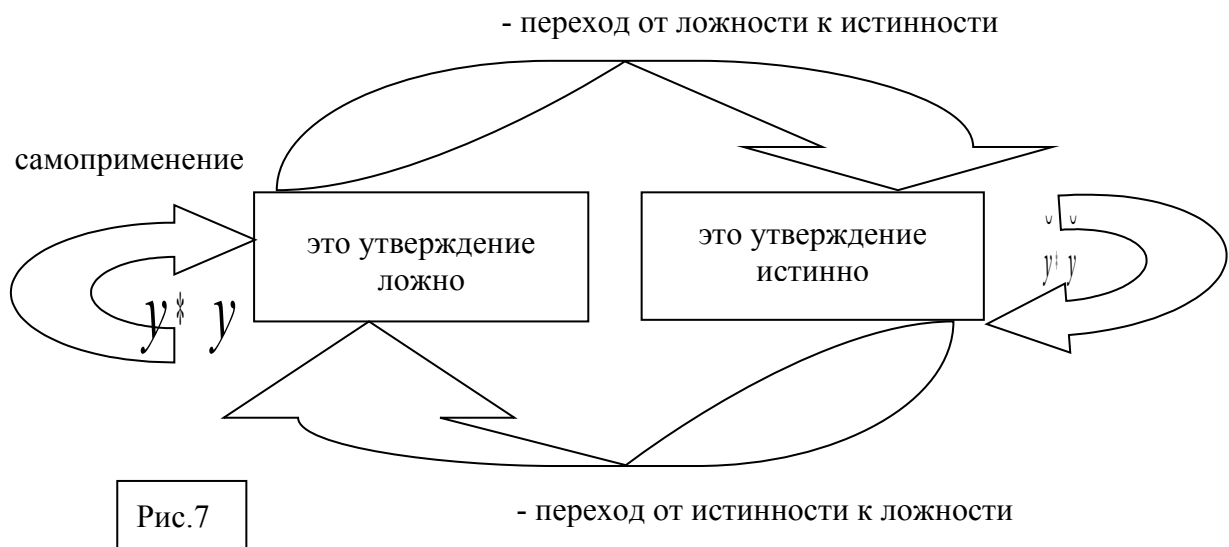 - переход от ложности к истинности
самоприменение
это утверждение
ложно
это утверждение
истинно
y* y
y̆* y̆
Рис.7
- переход от истинности к ложности